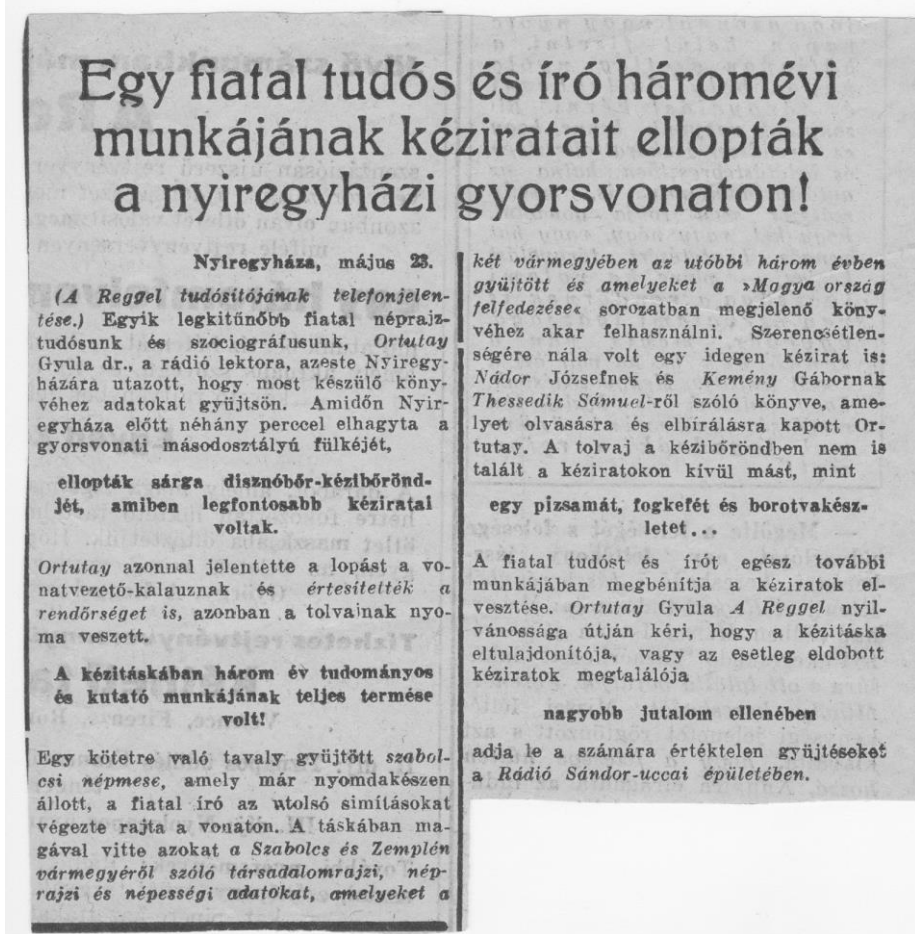 Egy fiatal tudós és író háromévi
munkájának kéziratait ellopták
a nyiregyházi gyorsvonaton!
Nyiregyháza, május 23.
(A Reggel tudósítójának telefonjelen-
tése.) Egyik legkitűnőbb fiatal néprajz-
tudósunk és szociográfusunk, Ortutay
Gyula dr., a rádió lektora, azeste Nyiregy-
házára utazott, hogy most készülő köny-
véhez adatokat gyüjtsön. Amidőn Nyir-
egyháza előtt néhány perccel elhagyta a
gyorsvonati másodosztályú fülkéjét,
ellopták sárga disznóbőr-kézibőrönd-
jét, amiben legfontosabb kéziratai
voltak.
Ortutay azonnal jelentette a lopást a vo-
natvezető-kalauznak és értesítették a
rendőrséget is, azonban a tolvainak nyo-
ma veszett.
A kézitáskában három év tudományos
és kutató munkájának teljes termése
volt!
Egy kötetre való tavaly gyüjtött szabol-
csi népmese, amely már nyomdakészen
állott, a fiatal író az utolsó simításokat
végezte rajta a vonaton. A táskában ma-
gával vitte azokat a Szabolcs és Zemplén
vármegyéről szóló társadalomrajzi, nép-
rajzi és népességi adatokat, amelyeket a
két vármegyében az utóbbi három évben
gyüjtött és amelyeket a »Magya ország
felfedezése« sorozatban megjelenő köny-
véhez akar felhasználni. Szerencsétlen-
ségére nála volt egy idegen kézirat is:
Nádor Józsefnek és Kemény Gábornak
Thessedik Sámuel-ről szóló könyve, ame-
lyet olvasásra és elbírálásra kapott Or-
tutay. A tolvaj a kézibőröndben nem is
talált a kéziratokon kívül mást, mint
egy pizsamát, fogkefét és borotvakész-
letet...
A fiatal tudóst és írót egész további
munkájában megbénítja a kéziratok el-
vesztése. Ortutay Gyula A Reggel nyil-
vánossága útján kéri, hogy a kézitáska
eltulajdonítója, vagy az esetleg eldobott
kéziratok megtalálója
nagyobb jutalom ellenében
adja le a számára értéktelen gyüjtéseket
a Rádió Sándor-uccai épületében.